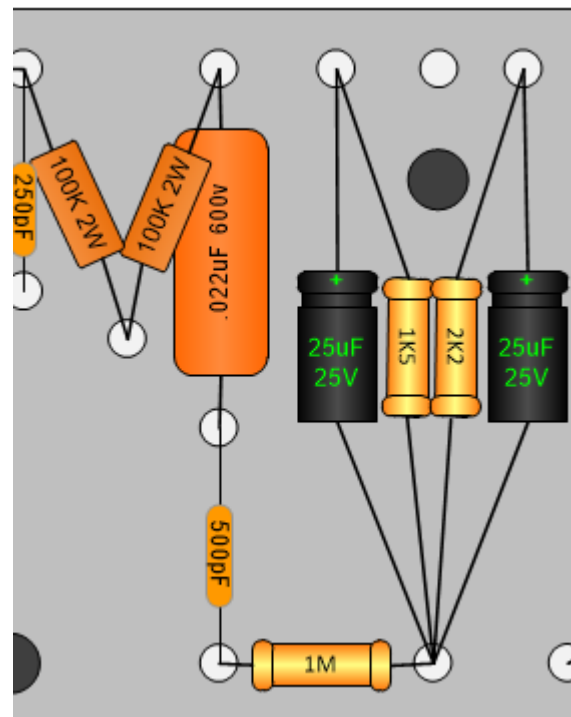 250pF
100K 2W
100K 2W
.022uF 600v
+
25uF
25V
1K5
2K2
+
25uF
25V
500pF
1M